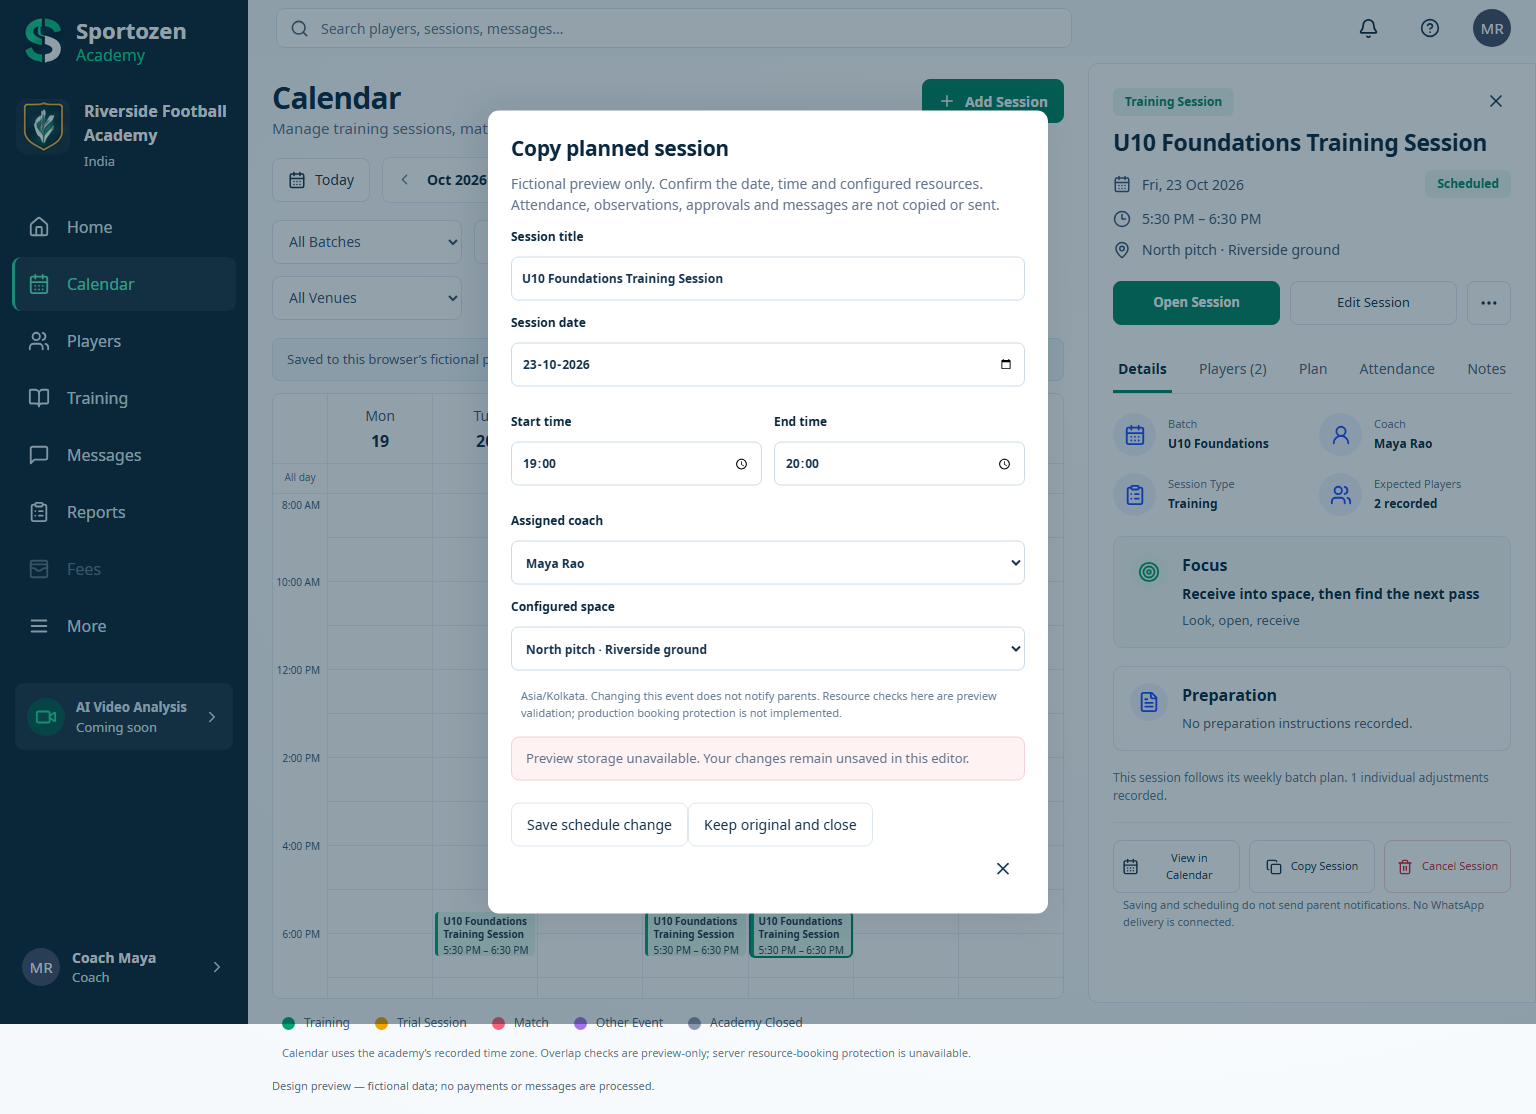 Sportozen
Academy
Riverside Football
Academy
India
Home
Calendar
Players
Training
Messages
Reports
Fees
More
AI Video Analysis
Coming soon
MR
Coach Maya
Coach
Search players, sessions, messages...
MR
Calendar
Manage training sessions, mat
Add Session
Today
Oct 2026
All Batches
All Venues
Saved to this browser's fictional p
Mon
19
Tu
20
All day
8:00 AM
10:00 AM
12:00 PM
2:00 PM
4:00 PM
6:00 PM
U10 Foundations
Training Session
5:30 PM – 6:30 PM
U10 Foundations
Training Session
5:30 PM – 6:30 PM
U10 Foundations
Training Session
5:30 PM – 6:30 PM
Training
Trial Session
Match
Other Event
Academy Closed
Calendar uses the academy's recorded time zone. Overlap checks are preview-only; server resource-booking protection is unavailable.
Design preview — fictional data; no payments or messages are processed.
Copy planned session
Fictional preview only. Confirm the date, time and configured resources.
Attendance, observations, approvals and messages are not copied or sent.
Session title
U10 Foundations Training Session
Session date
23-10-2026
Start time
End time
19:00
20:00
Assigned coach
Maya Rao
Configured space
North pitch · Riverside ground
Asia/Kolkata. Changing this event does not notify parents. Resource checks here are preview
validation; production booking protection is not implemented.
Preview storage unavailable. Your changes remain unsaved in this editor.
Save schedule change
Keep original and close
Training Session
U10 Foundations Training Session
Fri, 23 Oct 2026
Scheduled
5:30 PM – 6:30 PM
North pitch · Riverside ground
Open Session
Edit Session
Details
Players (2)
Plan
Attendance
Notes
Batch
U10 Foundations
Coach
Maya Rao
Session Type
Training
Expected Players
2 recorded
Focus
Receive into space, then find the next pass
Look, open, receive
Preparation
No preparation instructions recorded.
This session follows its weekly batch plan. 1 individual adjustments
recorded.
View in
Calendar
Copy Session
Cancel Session
Saving and scheduling do not send parent notifications. No WhatsApp
delivery is connected.